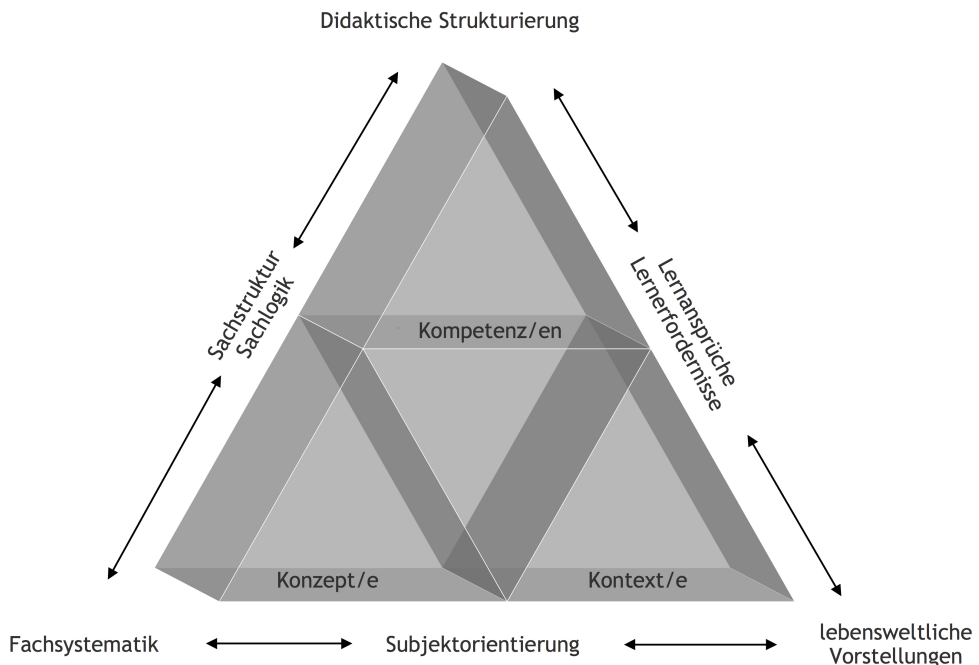 Didaktische Strukturierung
Sachstruktur
Sachlogik
Lernansprüche
Lernerfordernisse
Kompetenz/en
Konzept/e
Kontext/e
Fachsystematik
Subjektorientierung
lebensweltliche
Vorstellungen